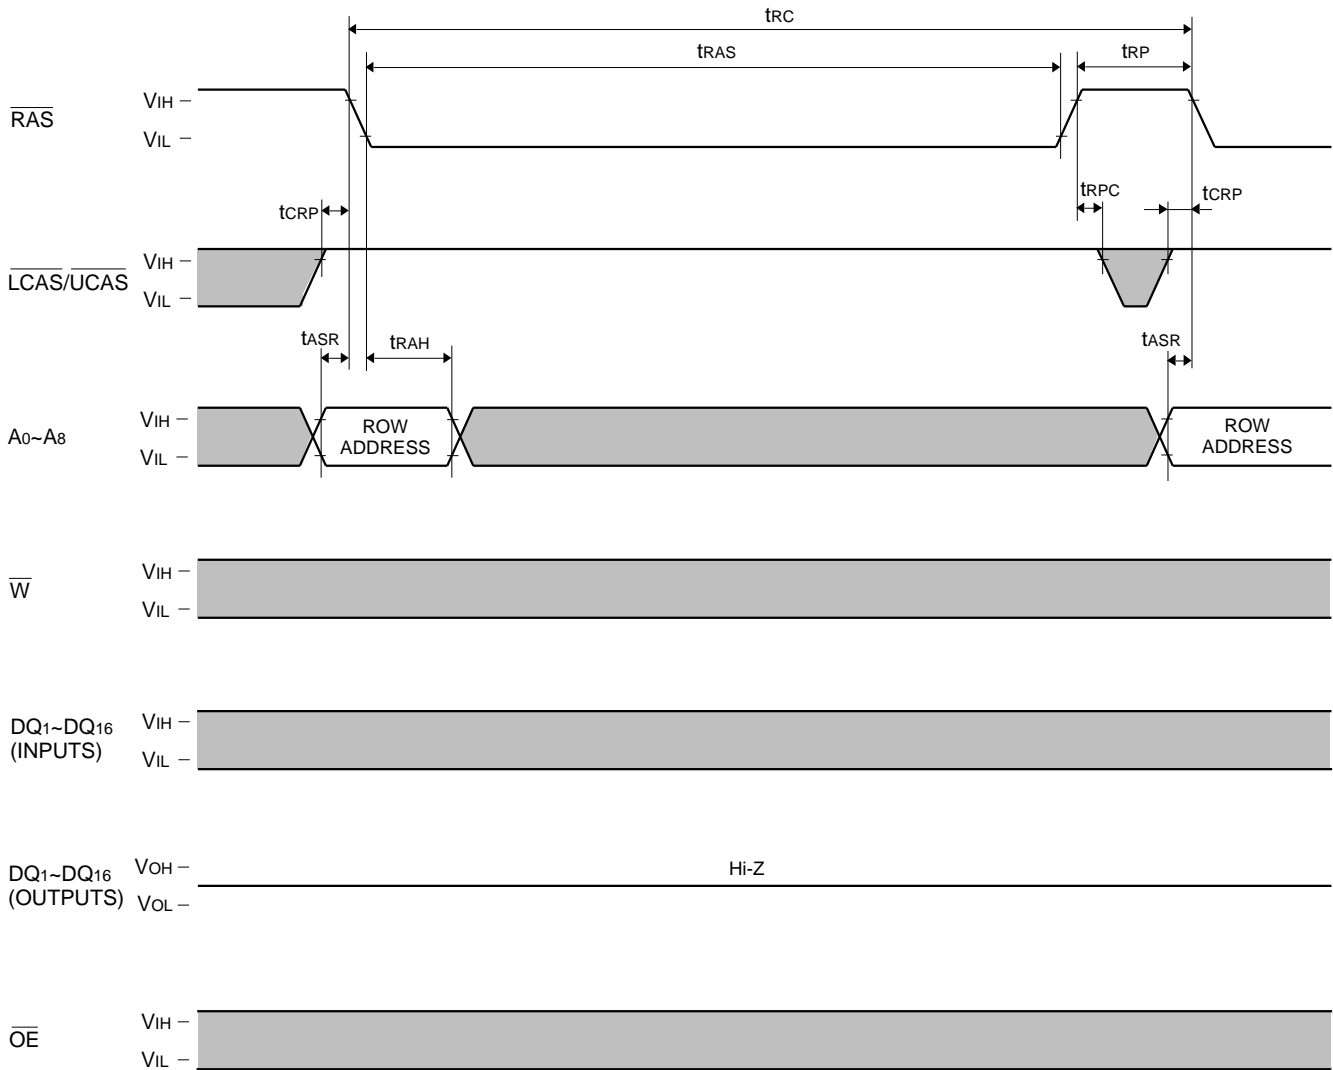 tRC
tRAS
tRP
RAS
VIH –
VIL –
tCRP
tRPC
tCRP
LCAS/UCAS
VIH –
VIL –
tASR
tRAH
tASR
A0~A8
VIH –
VIL –
ROW
ADDRESS
ROW
ADDRESS
W
VIH –
VIL –
DQ1~DQ16
(INPUTS)
VIH –
VIL –
DQ1~DQ16
(OUTPUTS)
VOH –
VOL –
Hi-Z
OE
VIH –
VIL –